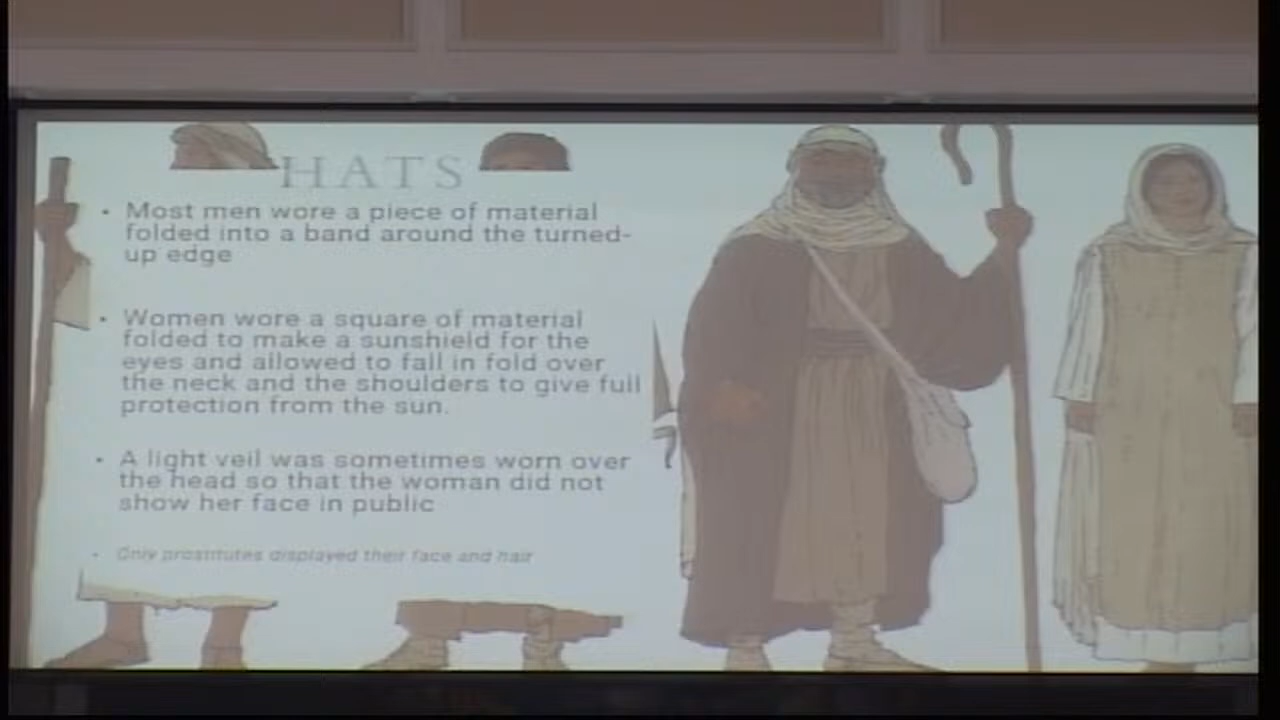 HATS
• Most men wore a piece of material
folded into a band around the turned-
up edge
• Women wore a square of material
folded to make a sunshield for the
eyes and allowed to fall in fold over
the neck and the shoulders to give full
protection from the sun.
• A light veil was sometimes worn over
the head so that the woman did not
show her face in public
• Only prostitutes displayed their face and hair